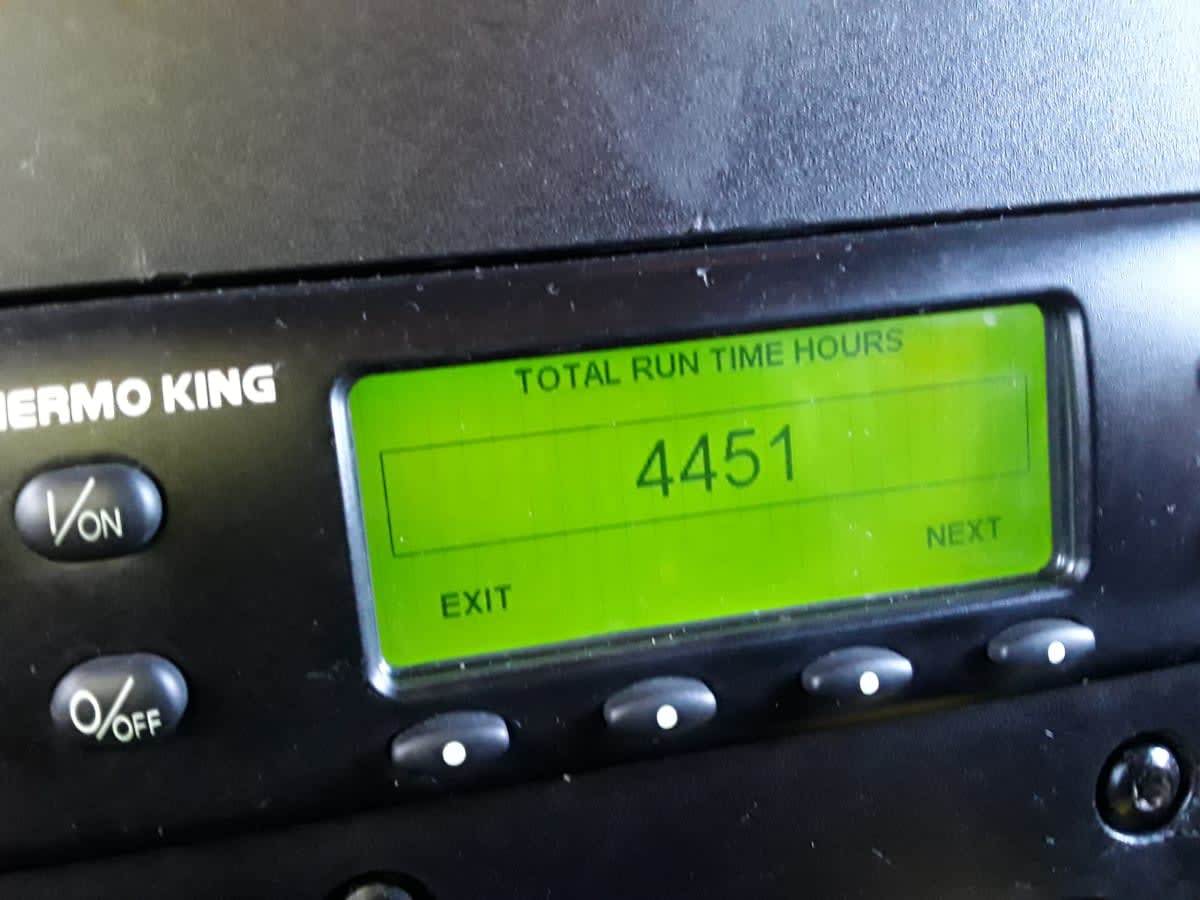 TOTAL RUN TIME HOURS
HERMO KING
4451
I/ON
NEXT
EXIT
O/OFF